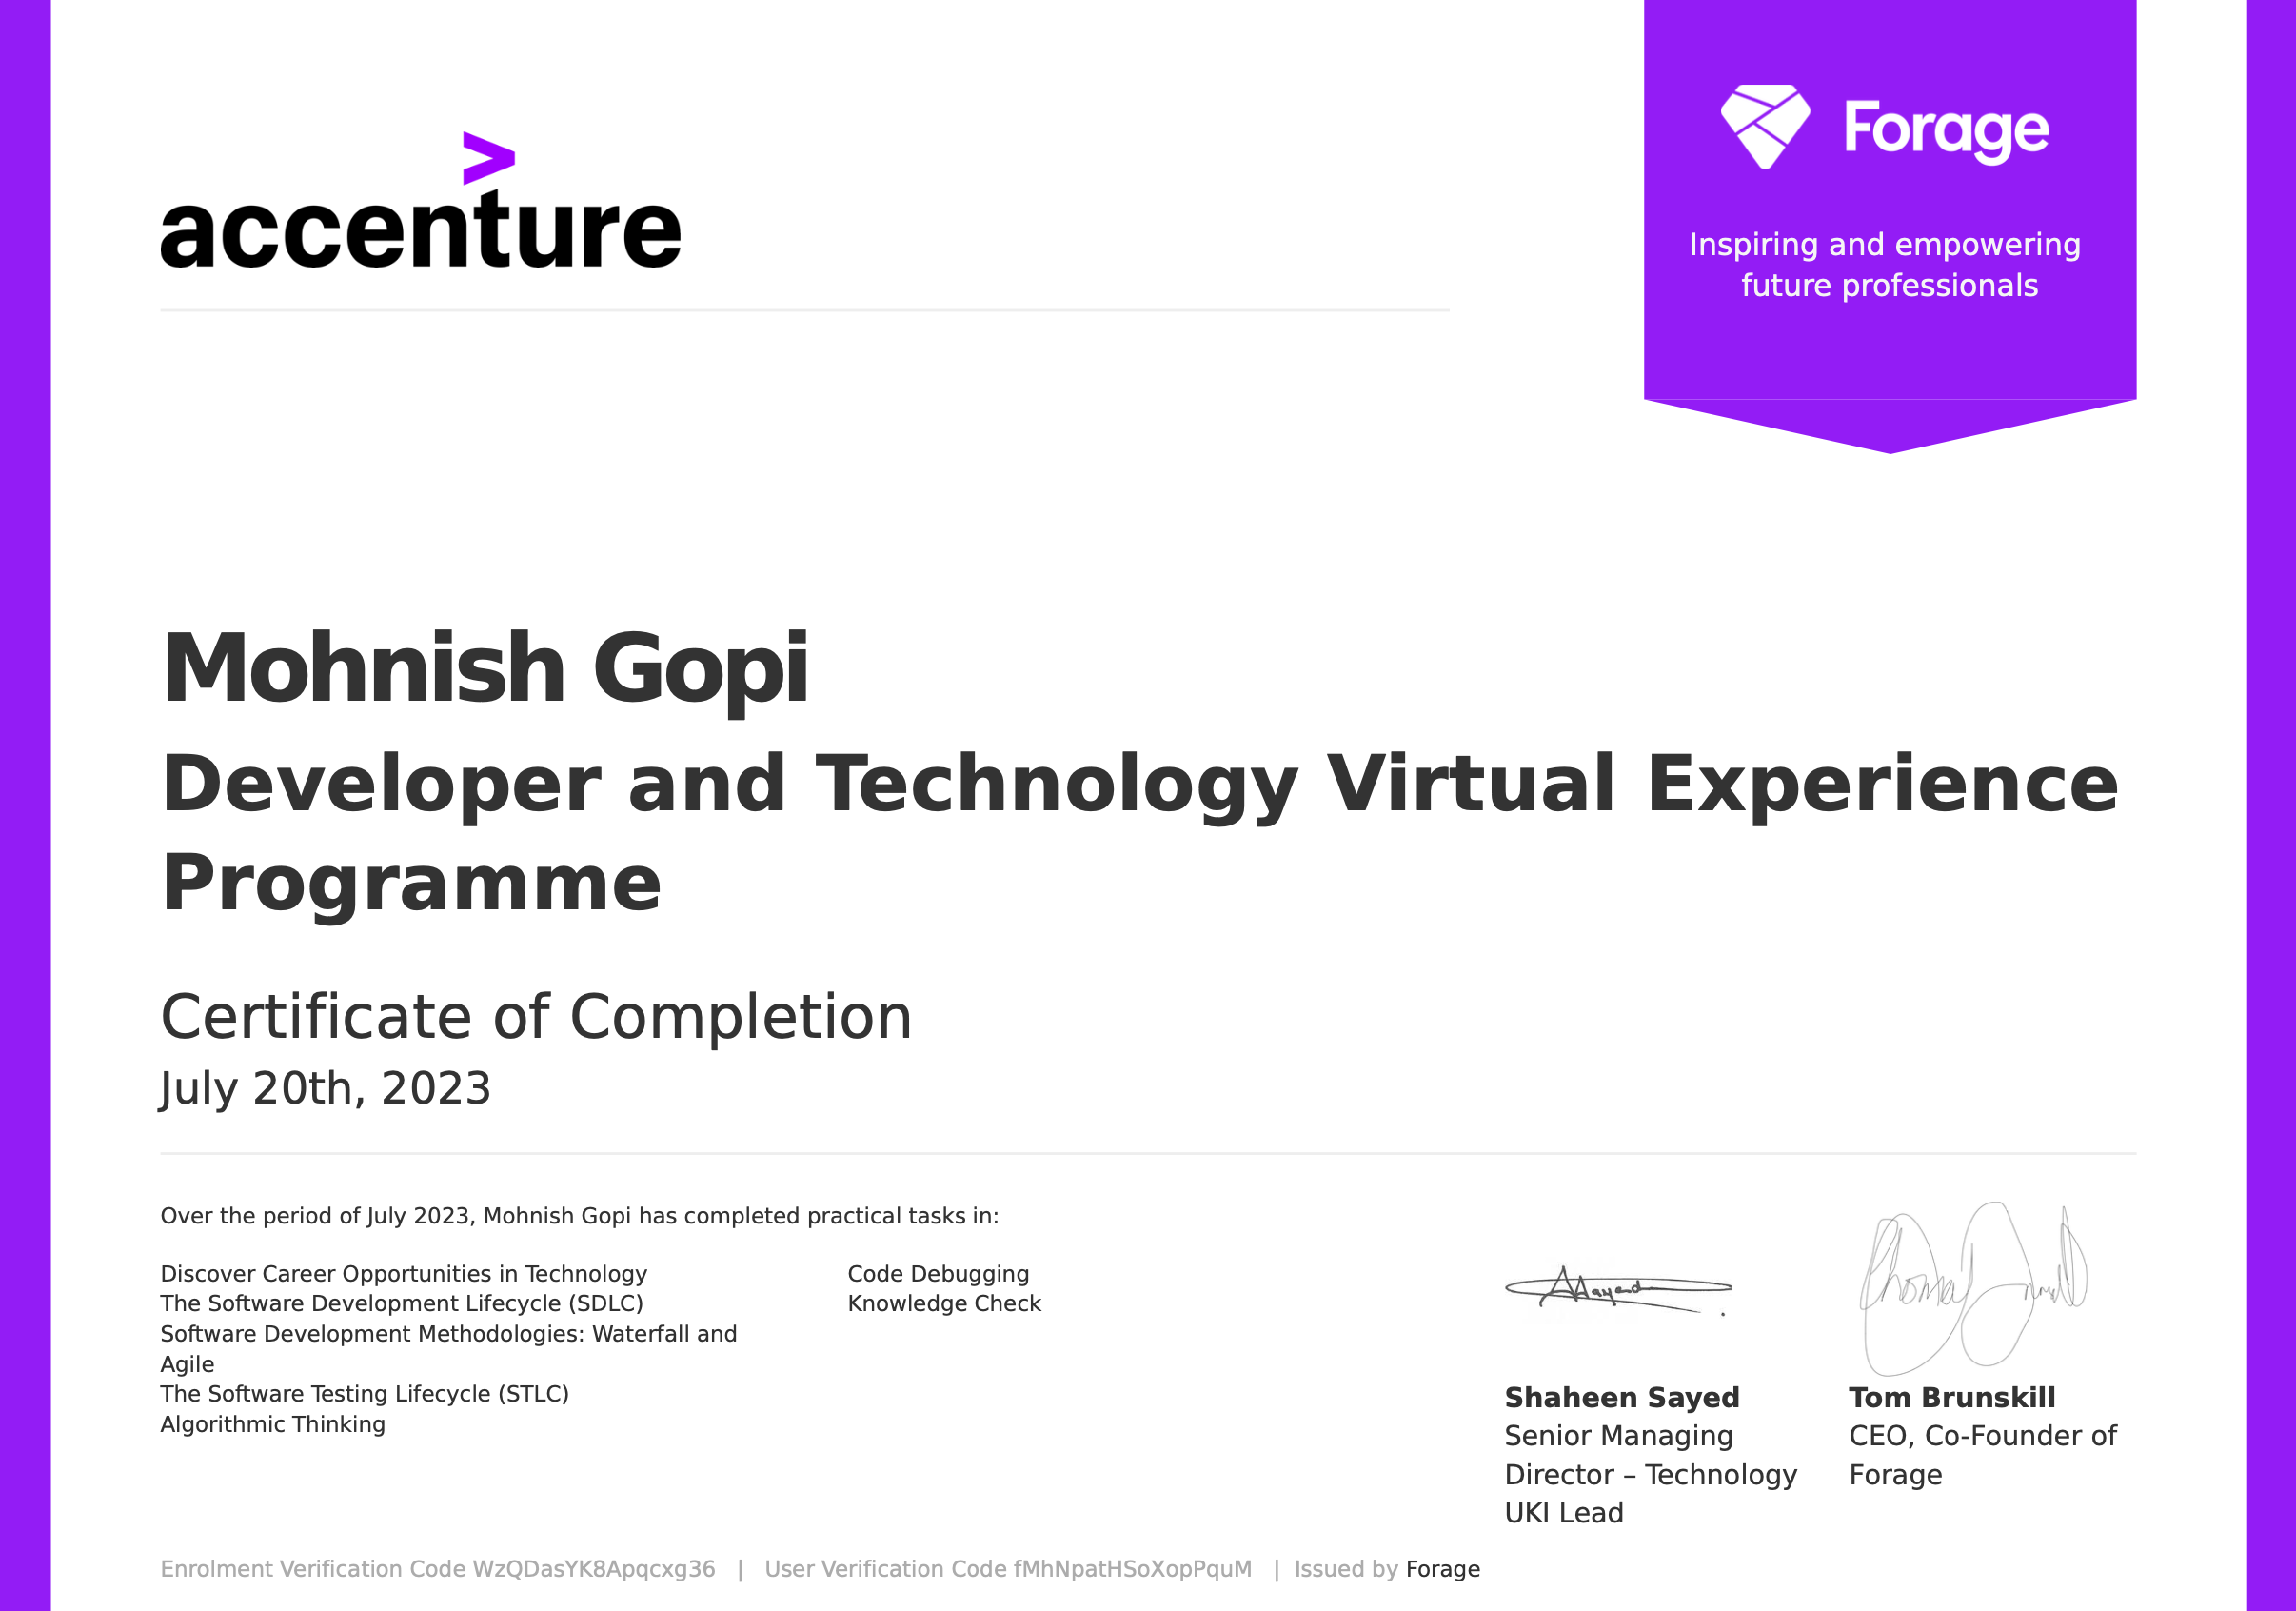 accenture
Forage
Inspiring and empowering
future professionals
Mohnish Gopi
Developer and Technology Virtual Experience
Programme
Certificate of Completion
July 20th, 2023
Over the period of July 2023, Mohnish Gopi has completed practical tasks in:
Discover Career Opportunities in Technology
The Software Development Lifecycle (SDLC)
Software Development Methodologies: Waterfall and
Agile
The Software Testing Lifecycle (STLC)
Algorithmic Thinking
Code Debugging
Knowledge Check
Shaheen Sayed
Senior Managing
Director – Technology
UKI Lead
Tom Brunskill
CEO, Co-Founder of
Forage
Enrolment Verification Code WzQDasYK8Apqcxg36 | User Verification Code fMhNpatHSoXopPquM | Issued by Forage